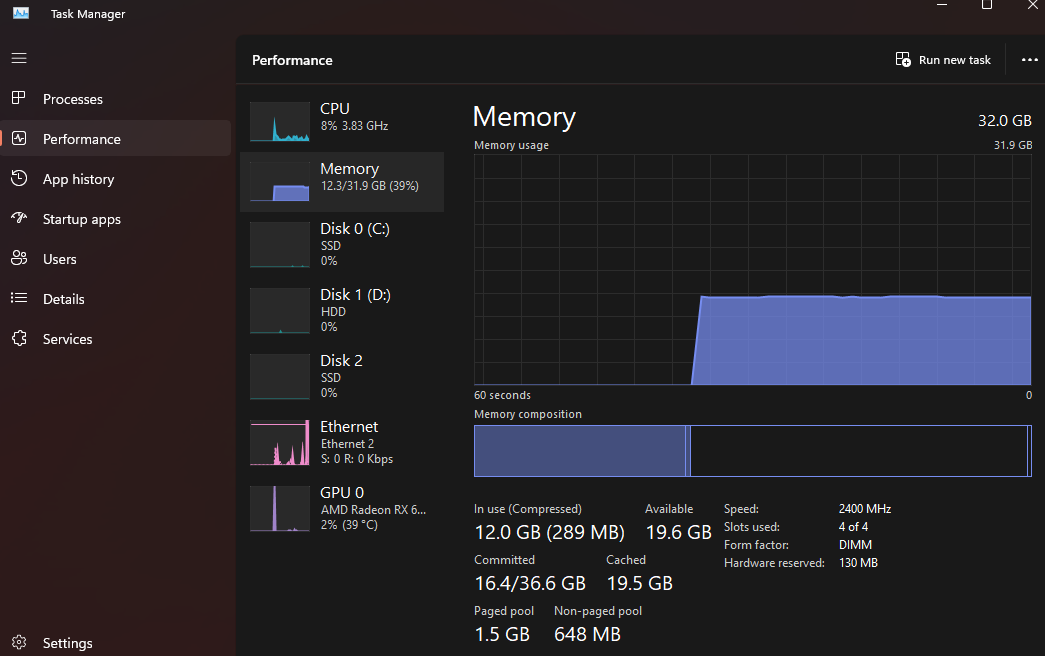 Task Manager
Performance
Run new task
Processes
Performance
App history
Startup apps
Users
Details
Services
Settings
CPU
8% 3.83 GHz
Memory
12.3/31.9 GB (39%)
Disk 0 (C:)
SSD
0%
Disk 1 (D:)
HDD
0%
Disk 2
SSD
0%
Ethernet
Ethernet 2
S: 0 R: 0 Kbps
GPU 0
AMD Radeon RX 6...
2% (39 °C)
Memory 32.0 GB
Memory usage 31.9 GB
60 seconds 0
Memory composition
In use (Compressed) Available
12.0 GB (289 MB) 19.6 GB
Committed Cached
16.4/36.6 GB 19.5 GB
Paged pool Non-paged pool
1.5 GB 648 MB
Speed: 2400 MHz
Slots used: 4 of 4
Form factor: DIMM
Hardware reserved: 130 MB